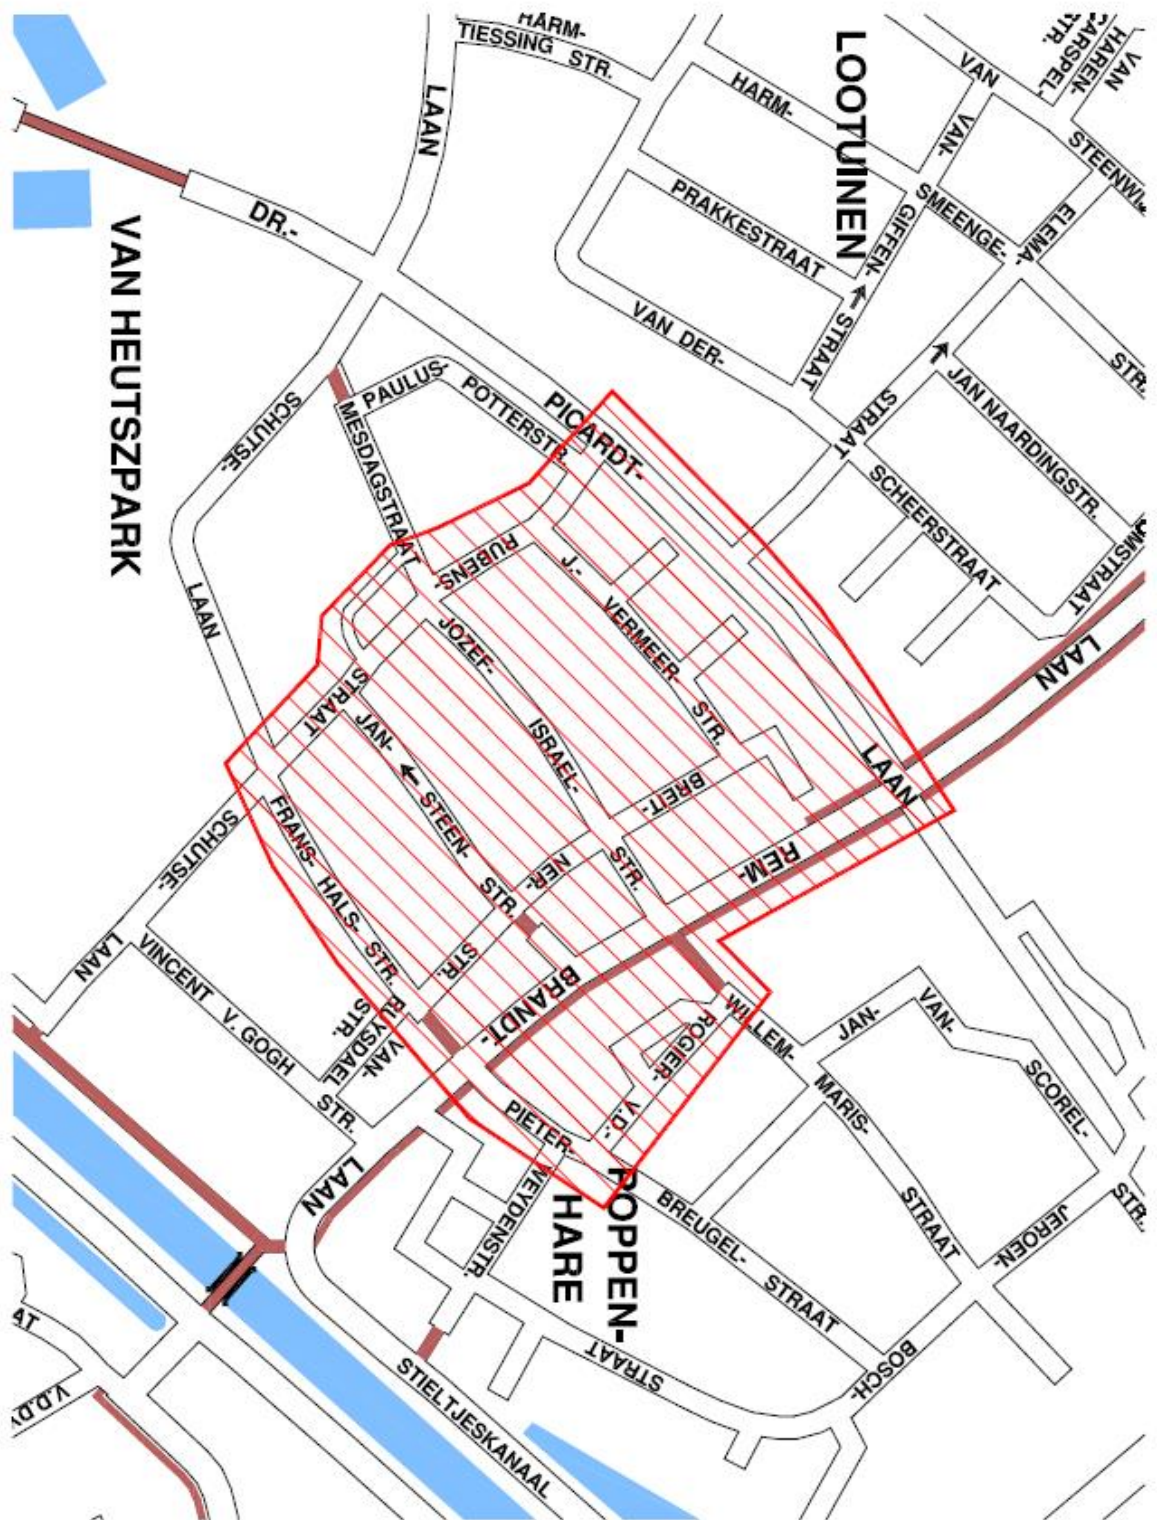 HARM-
TIESSING STR.
LAAN
LOOTUINEN
HARM-
VAN
VAN-
STR.
CARSPEL-
HAREN-
VAN
SMEENGE-
ELEMA-
PRAKKESTRAAT
GIFFEN-
STRAAT
DR.-
VAN HEUTSZPARK
VAN DER-
STR.
JAN NAARDINGSTR.
STRAAT
SCHEERSTRAAT
PAULUS-
POTTERSTR.
PICARDT-
MESDAGSTRAAT
SCHUTSE-
LAAN
RUBENS-
J.-
VERMEER-
STR.
LAAN
JOZEF-
ISRAEL-
STR.
STRAAT
STR.
JAN-
STEEN-
STR.
BREIT-
NER-
STR.
LAAN
REM-
BRANDT-
FRANS-
HALS-
STR.
SCHUTSE-
LAAN
VINCENT
V. GOGH
STR.
RUYSDAEL
STR.
VAN-
WILLEM-
ROGIER-
V.D.-
PIETER-
JAN-
VAN-
SCOREL-
STR.
MARIS-
STRAAT
JEROEN-
BOSCH-
STRAAT
BREUGEL-
STRAAT
WEYDENSTR.
POPPEN-
HARE
LAAN
STIELTJESKANAAL
V.D.